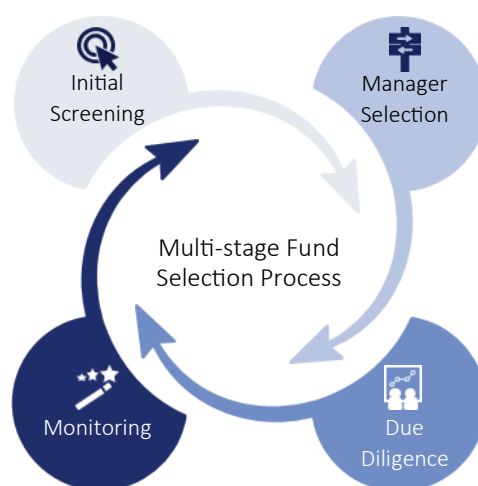 Initial
Screening
Manager
Selection
Multi-stage Fund
Selection Process
Monitoring
Due
Diligence